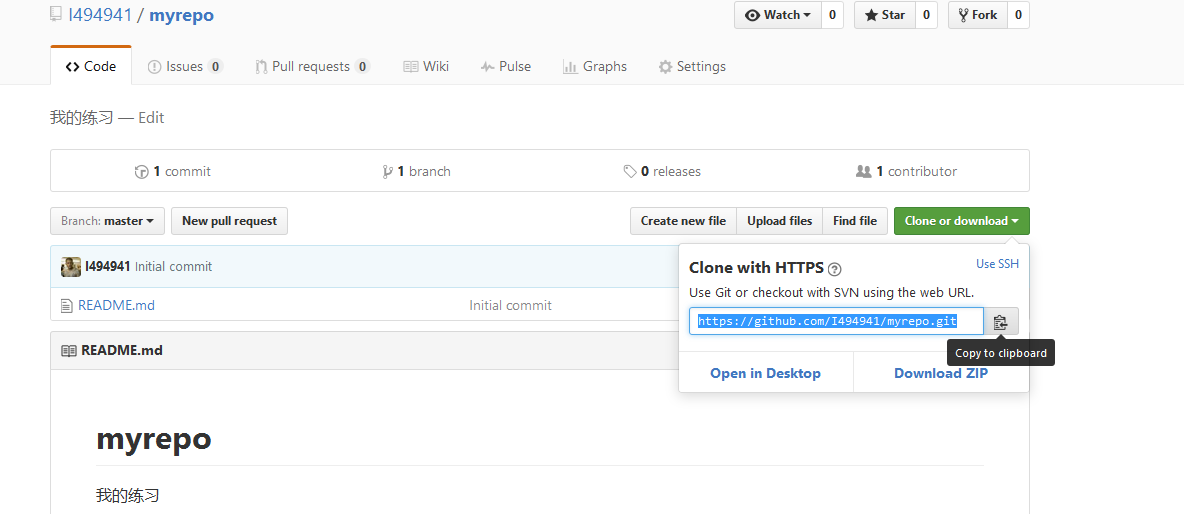 I494941 / myrepo
Watch 0 Star 0 Fork 0
Code Issues 0 Pull requests 0 Wiki Pulse Graphs Settings
我的练习 — Edit
1 commit 1 branch 0 releases 1 contributor
Branch: master New pull request Create new file Upload files Find file Clone or download
I494941 Initial commit
README.md Initial commit
Clone with HTTPS ? Use SSH
Use Git or checkout with SVN using the web URL.
https://github.com/I494941/myrepo.git
Copy to clipboard
Open in Desktop Download ZIP
README.md
myrepo
我的练习